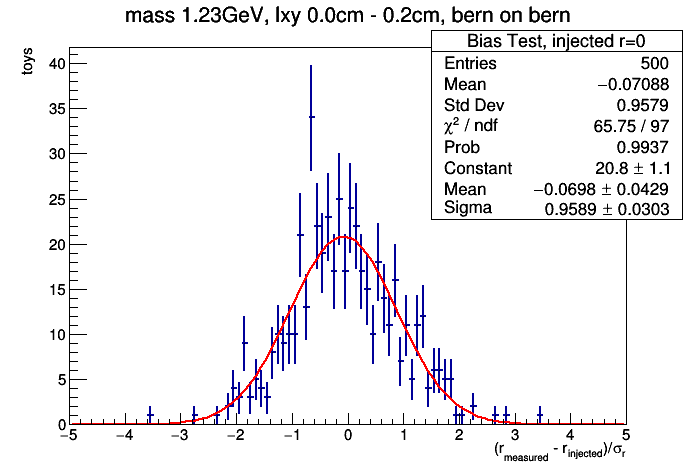 mass 1.23GeV, lxy 0.0cm - 0.2cm, bern on bern
toys
Bias Test, injected r=0
Entries 500
Mean −0.07088
Std Dev 0.9579
χ² / ndf 65.75 / 97
Prob 0.9937
Constant 20.8 ± 1.1
Mean −0.0698 ± 0.0429
Sigma 0.9589 ± 0.0303
40
35
30
25
20
15
10
5
0
−5 −4 −3 −2 −1 0 1 2 3 4 5
(r_measured - r_injected)/σ_r